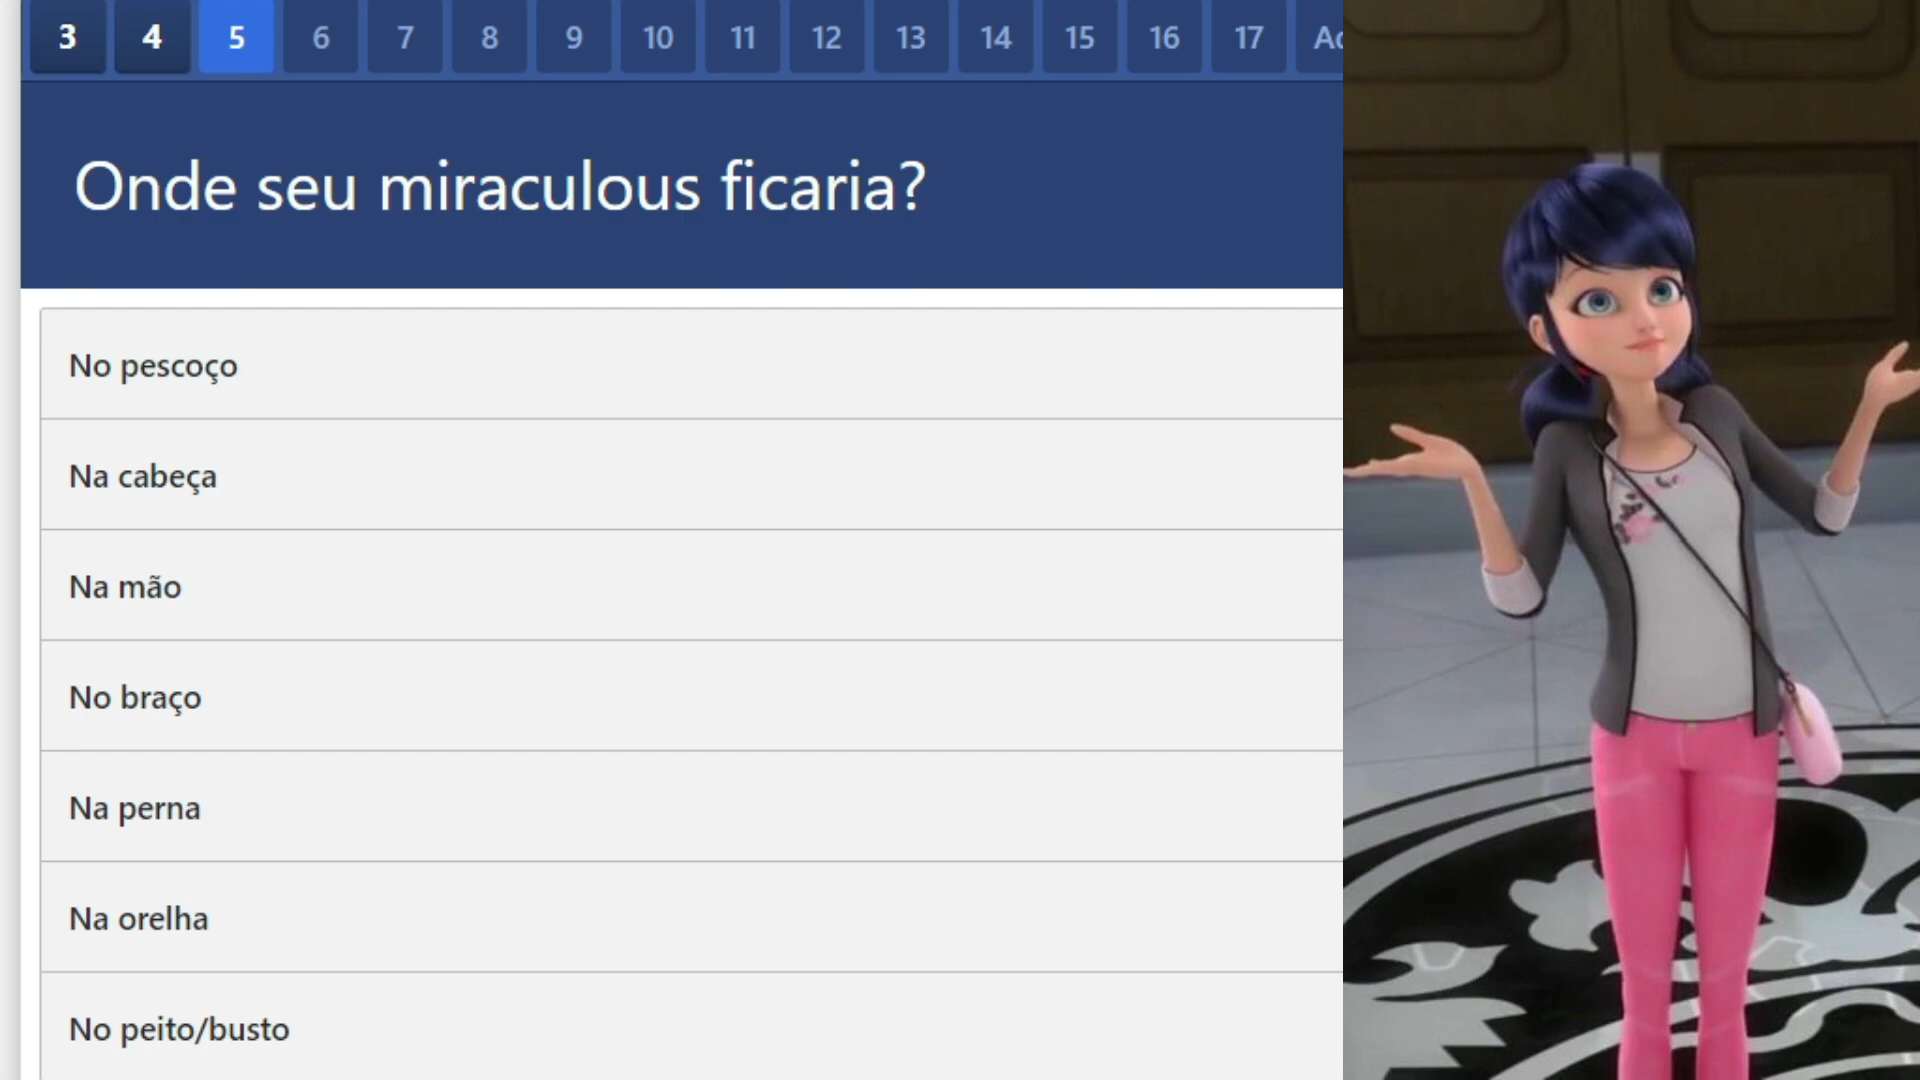 3 4 5 6 7 8 9 10 11 12 13 14 15 16 17
Onde seu miraculous ficaria?
No pescoço
Na cabeça
Na mão
No braço
Na perna
Na orelha
No peito/busto